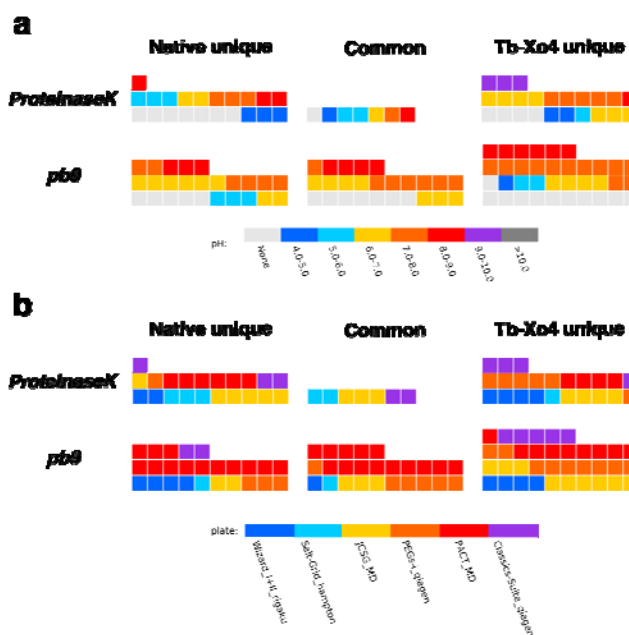 a
Native unique Common Tb-Xo4 unique
ProteinaseK
pb9
pH:
None 4.0-5.0 5.0-6.0 6.0-7.0 7.0-8.0 8.0-9.0 9.0-10.0 >10.0
b
Native unique Common Tb-Xo4 unique
ProteinaseK
pb9
plate:
Wizard_I+II_rigaku Salt-Grid_hampton JCSG_MD PEGs-I_qiagen PACT_MD Classics-Suite_qiagen